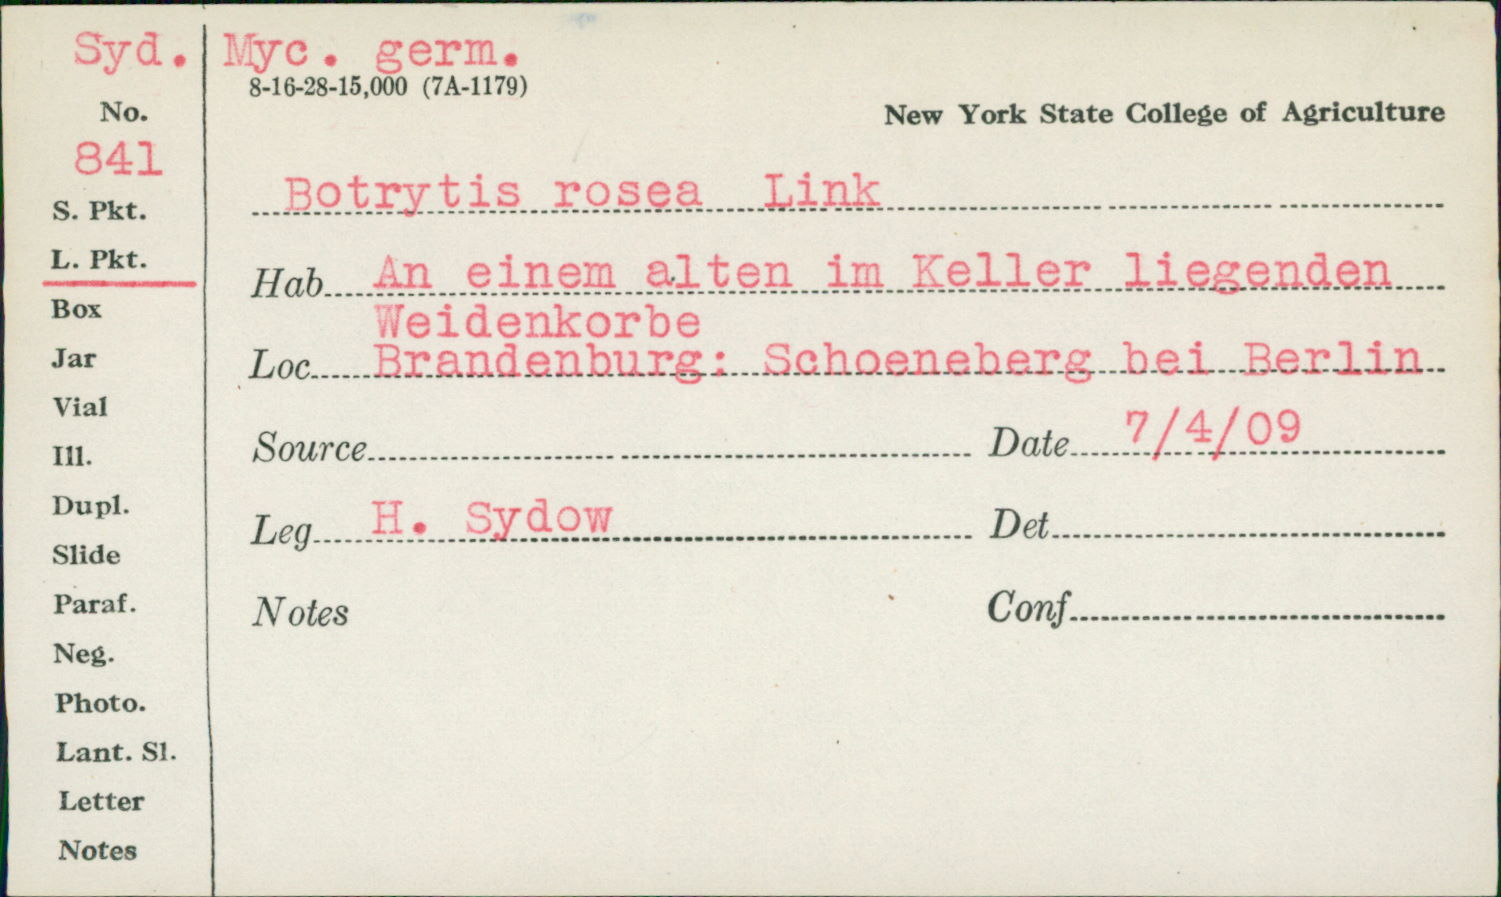 Syd. Myc. germ.
8-16-28-15,000 (7A-1179)
No.
New York State College of Agriculture
841
Botrytis rosea Link
S. Pkt.
L. Pkt.
Hab An einem alten im Keller liegenden
Weidenkorbe
Box
Jar
Loc Brandenburg: Schoeneberg bei Berlin
Vial
Source
Date 7/4/09
Ill.
Dupl.
Leg H. Sydow
Det
Slide
Paraf.
Notes
Conf
Neg.
Photo.
Lant. Sl.
Letter
Notes